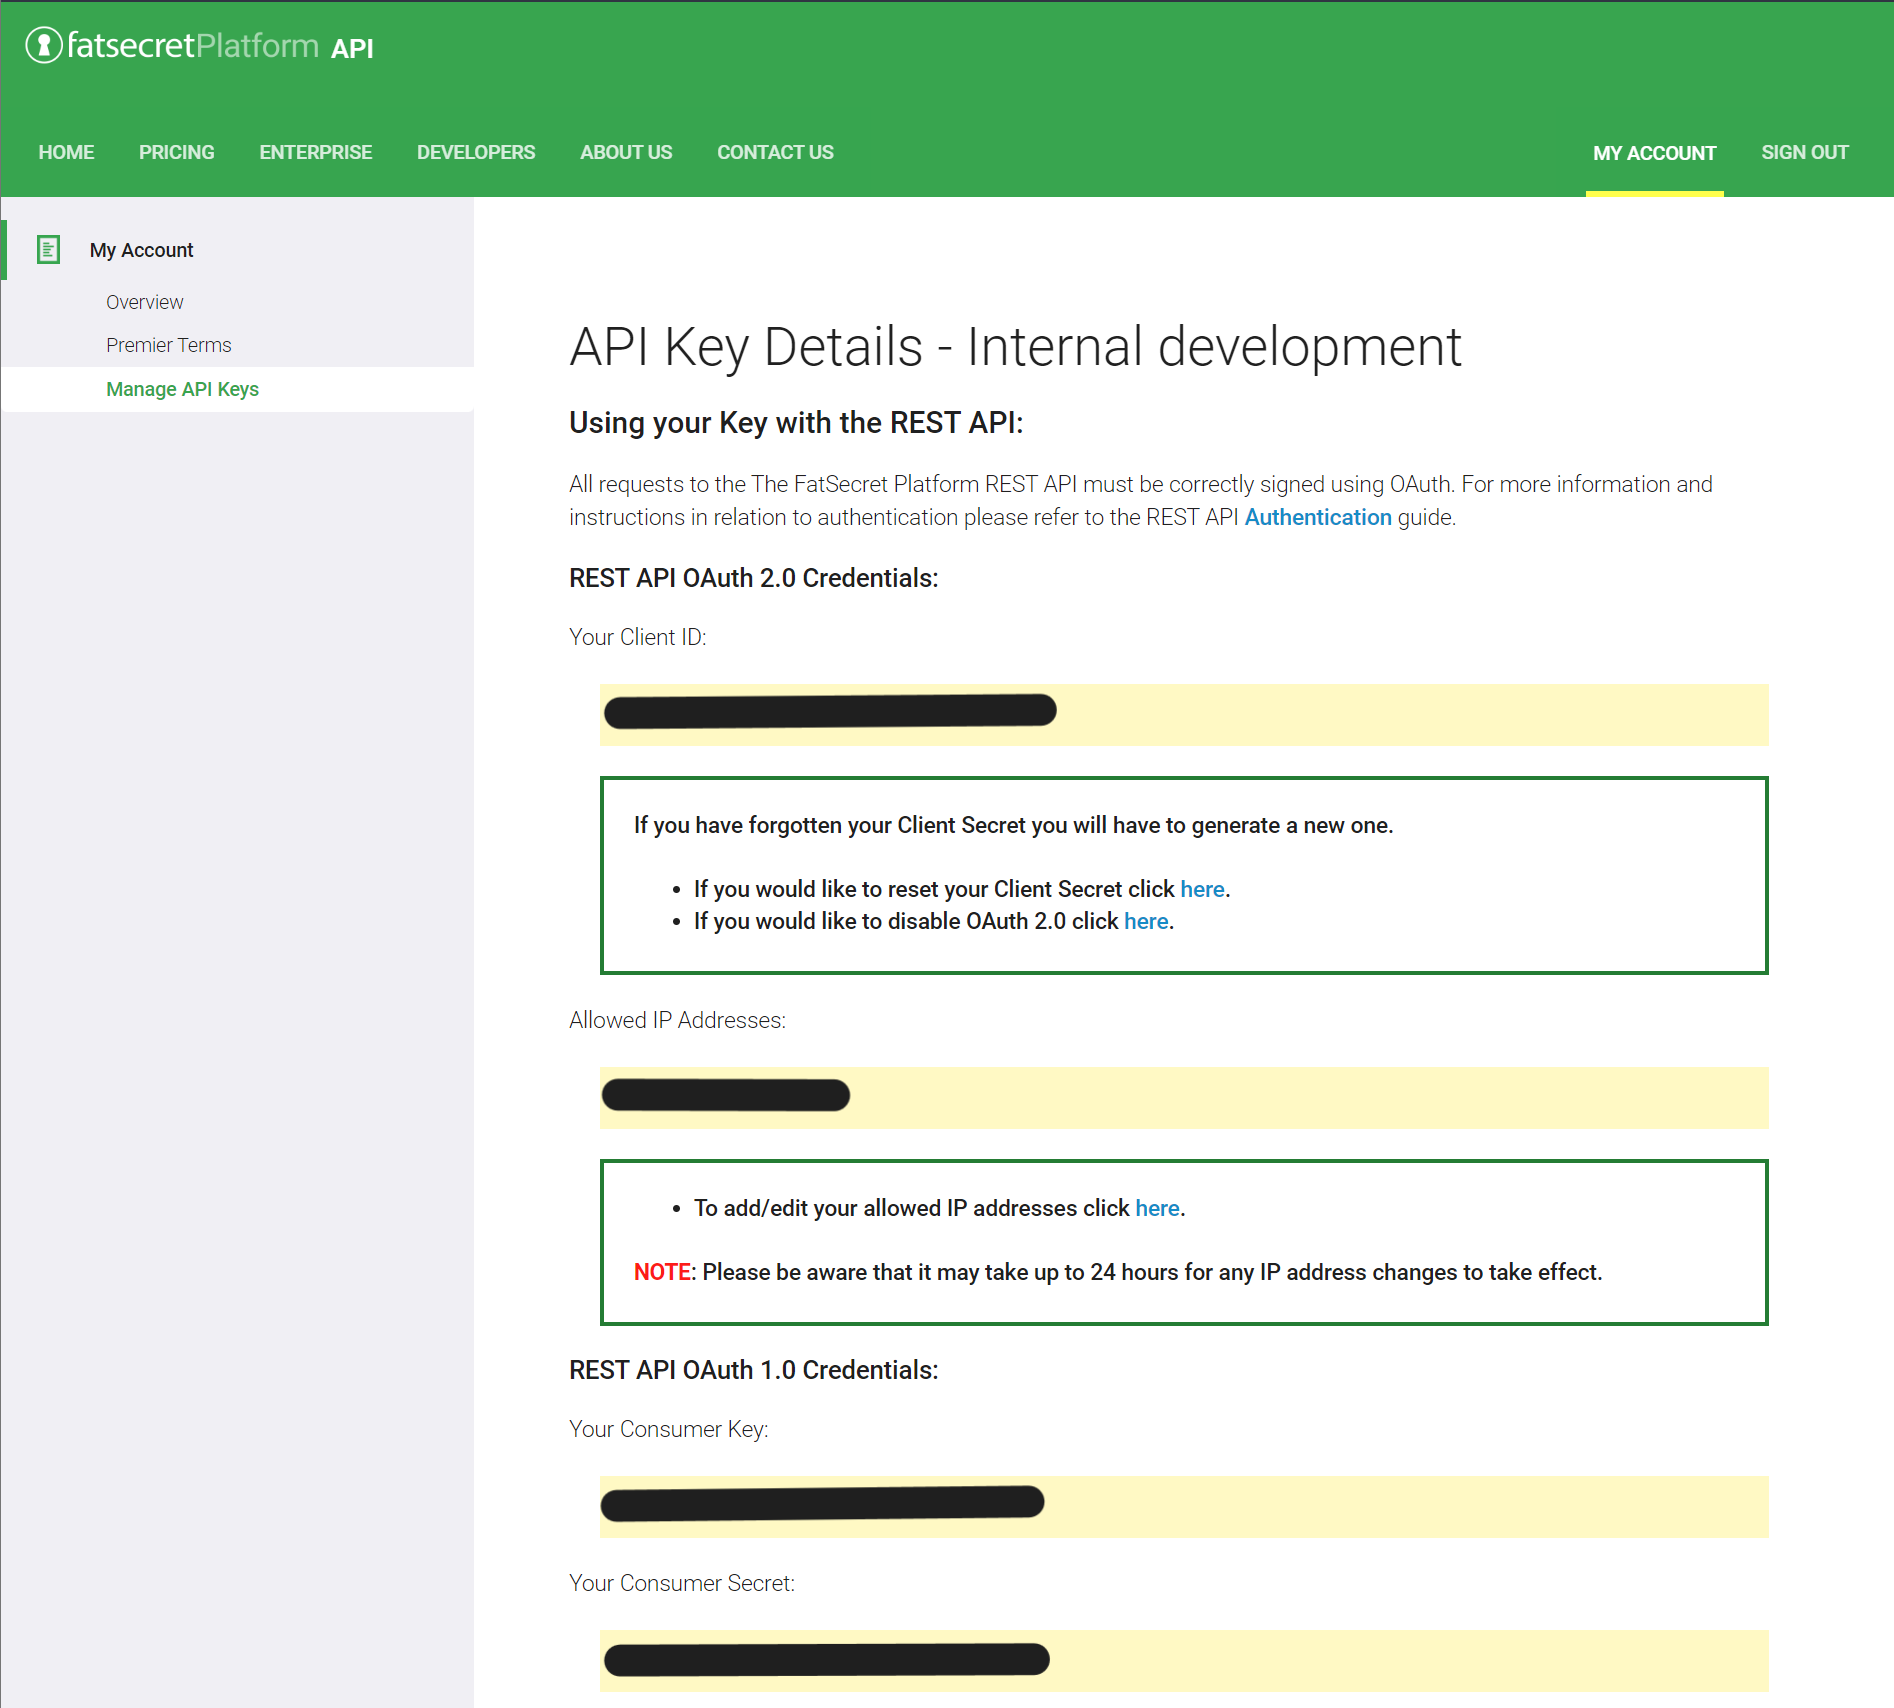 fatsecretPlatform API
HOME PRICING ENTERPRISE DEVELOPERS ABOUT US CONTACT US MY ACCOUNT SIGN OUT
My Account
Overview
Premier Terms
Manage API Keys
API Key Details - Internal development
Using your Key with the REST API:
All requests to the The FatSecret Platform REST API must be correctly signed using OAuth. For more information and
instructions in relation to authentication please refer to the REST API Authentication guide.
REST API OAuth 2.0 Credentials:
Your Client ID:
If you have forgotten your Client Secret you will have to generate a new one.
• If you would like to reset your Client Secret click here.
• If you would like to disable OAuth 2.0 click here.
Allowed IP Addresses:
• To add/edit your allowed IP addresses click here.
NOTE: Please be aware that it may take up to 24 hours for any IP address changes to take effect.
REST API OAuth 1.0 Credentials:
Your Consumer Key:
Your Consumer Secret: